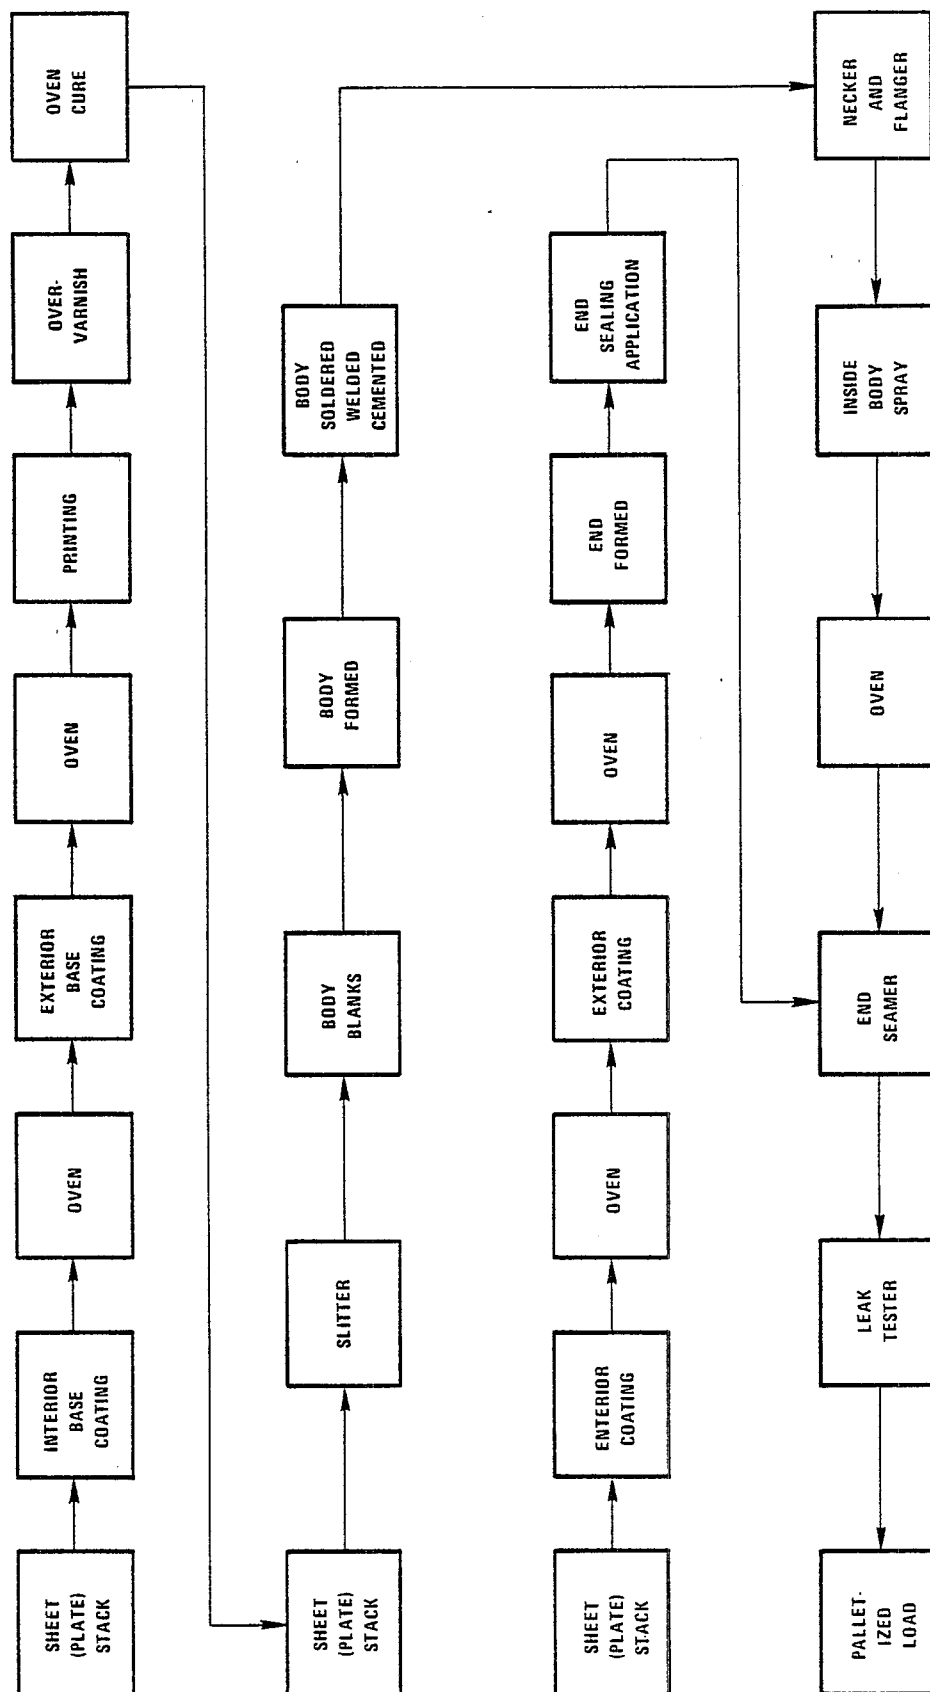 SHEET
(PLATE)
STACK
INTERIOR
BASE
COATING
OVEN
EXTERIOR
BASE
COATING
OVEN
PRINTING
OVER-
VARNISH
OVEN
CURE
SHEET
(PLATE)
STACK
SLITTER
BODY
BLANKS
BODY
FORMED
BODY
SOLDERED
WELDED
CEMENTED
SHEET
(PLATE)
STACK
ENTERIOR
COATING
OVEN
EXTERIOR
COATING
OVEN
END
FORMED
END
SEALING
APPLICATION
NECKER
AND
FLANGER
INSIDE
BODY
SPRAY
OVEN
END
SEAMER
LEAK
TESTER
PALLET-
IZED
LOAD